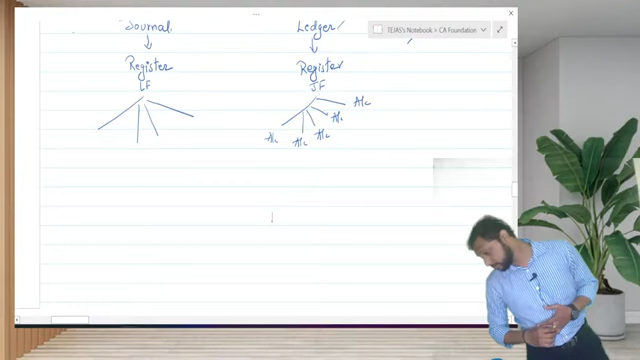 Journal
Ledger
TEJAS's Notebook > CA Foundation
Register
Register
LF
JF
A/c
A/c
A/c
A/c
A/c